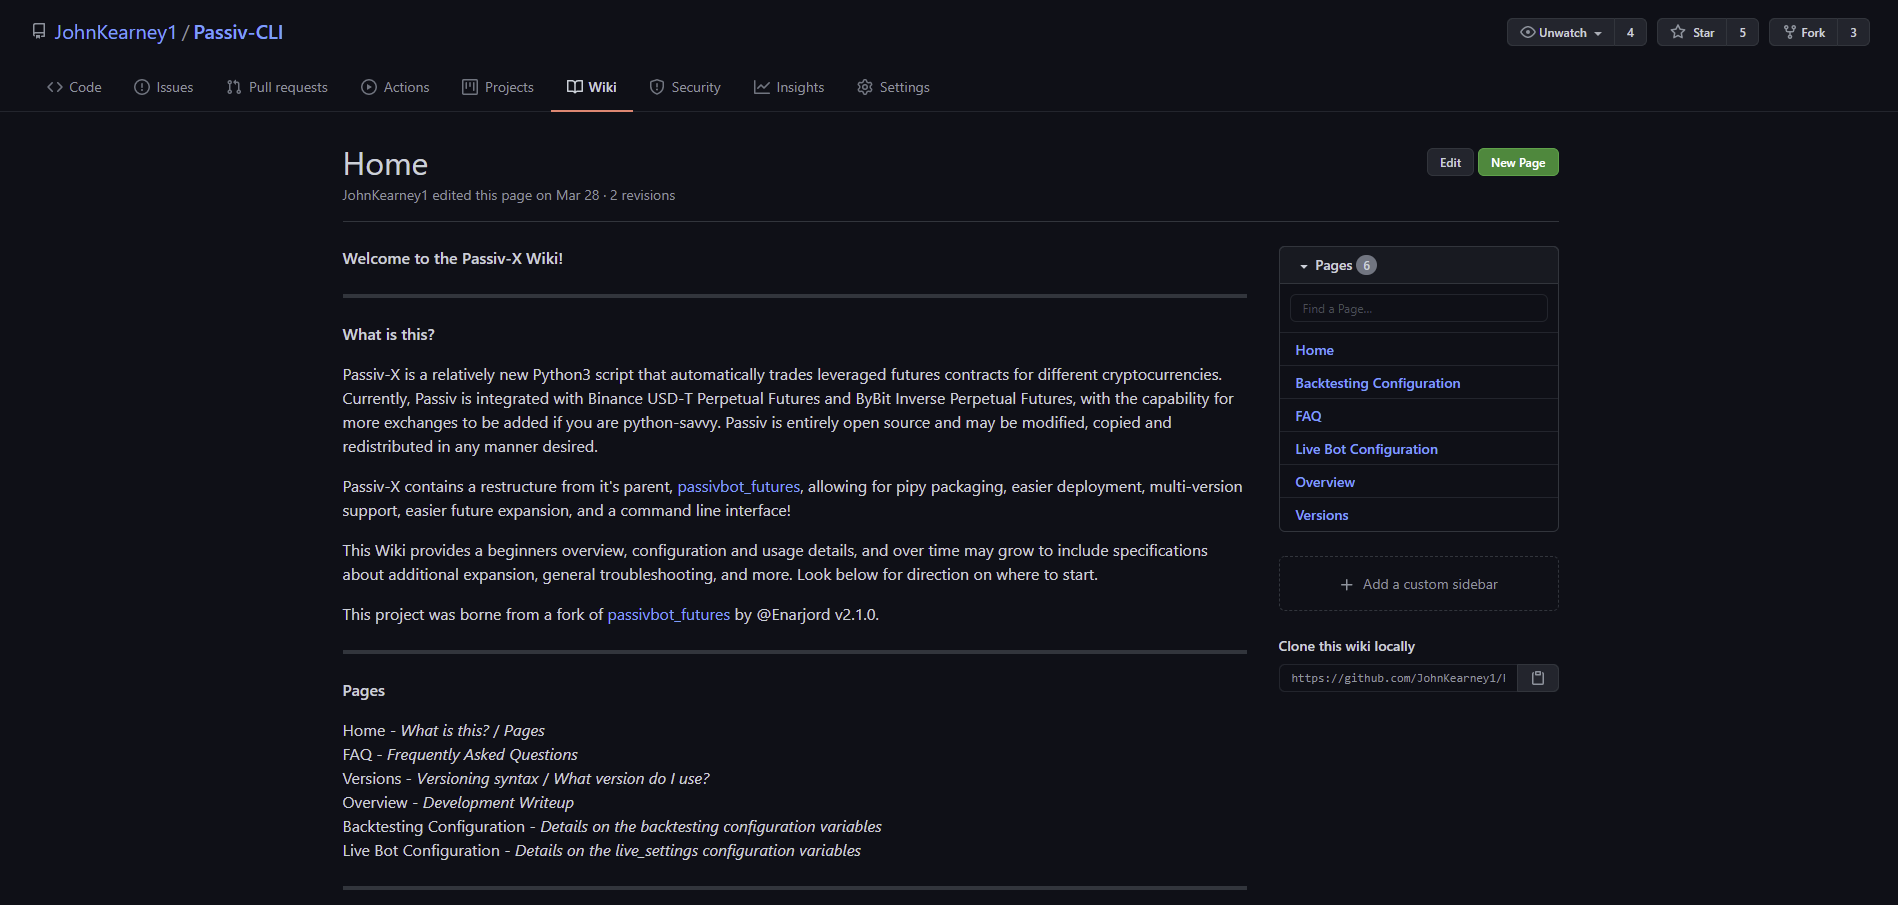 JohnKearney1 / Passiv-CLI
Unwatch 4 Star 5 Fork 3
Code Issues Pull requests Actions Projects Wiki Security Insights Settings
Home
JohnKearney1 edited this page on Mar 28 · 2 revisions
Edit New Page
Welcome to the Passiv-X Wiki!
What is this?
Passiv-X is a relatively new Python3 script that automatically trades leveraged futures contracts for different cryptocurrencies.
Currently, Passiv is integrated with Binance USD-T Perpetual Futures and ByBit Inverse Perpetual Futures, with the capability for
more exchanges to be added if you are python-savvy. Passiv is entirely open source and may be modified, copied and
redistributed in any manner desired.
Passiv-X contains a restructure from it's parent, passivbot_futures, allowing for pipy packaging, easier deployment, multi-version
support, easier future expansion, and a command line interface!
This Wiki provides a beginners overview, configuration and usage details, and over time may grow to include specifications
about additional expansion, general troubleshooting, and more. Look below for direction on where to start.
This project was borne from a fork of passivbot_futures by @Enarjord v2.1.0.
Pages
Home - What is this? / Pages
FAQ - Frequently Asked Questions
Versions - Versioning syntax / What version do I use?
Overview - Development Writeup
Backtesting Configuration - Details on the backtesting configuration variables
Live Bot Configuration - Details on the live_settings configuration variables
Pages 6
Find a Page...
Home
Backtesting Configuration
FAQ
Live Bot Configuration
Overview
Versions
Add a custom sidebar
Clone this wiki locally
https://github.com/JohnKearney1/